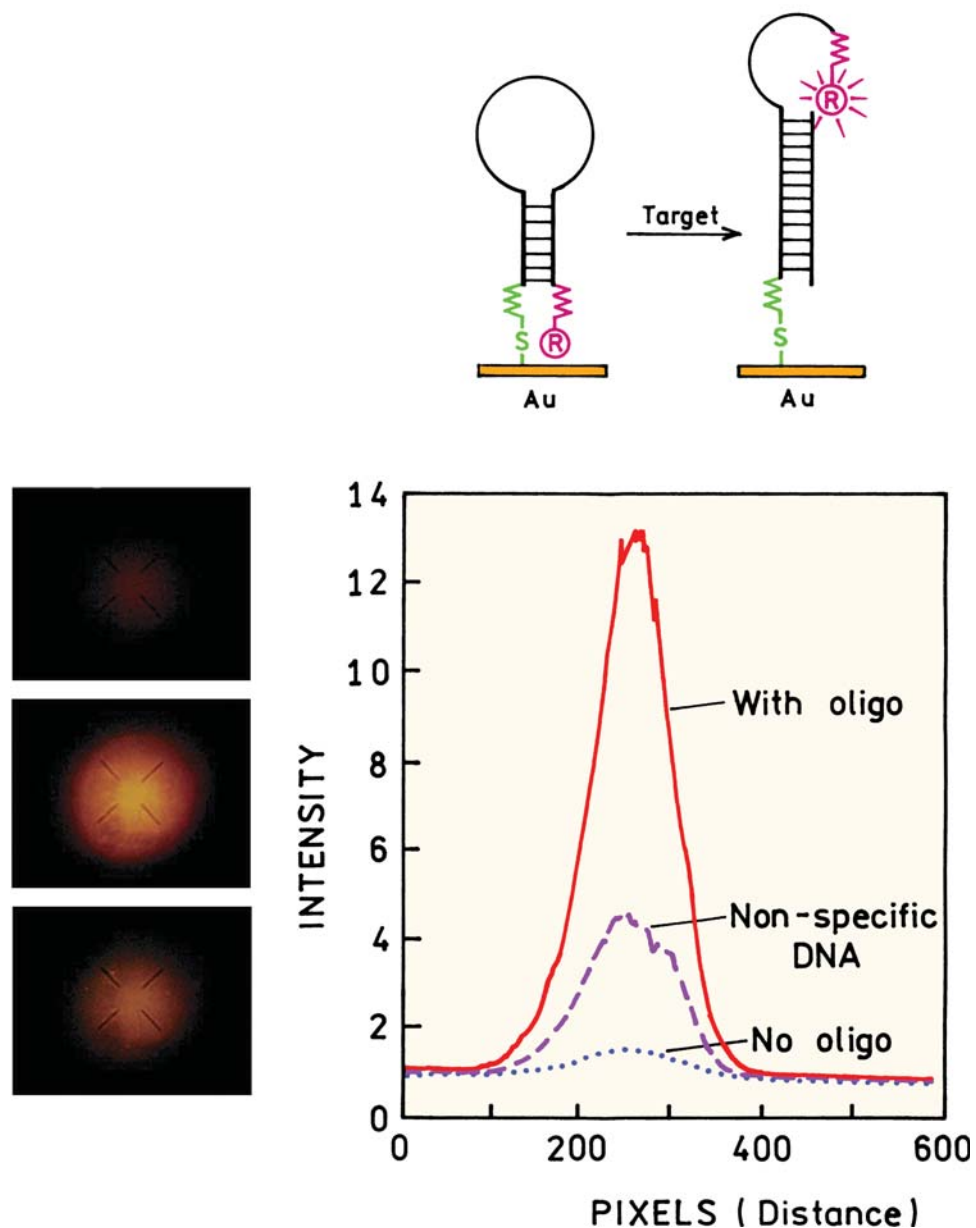 R
Target
S
R
S
Au
Au
14
12
10
8
6
4
2
0
INTENSITY
With oligo
Non-specific
DNA
No oligo
0
200
400
600
PIXELS (Distance)